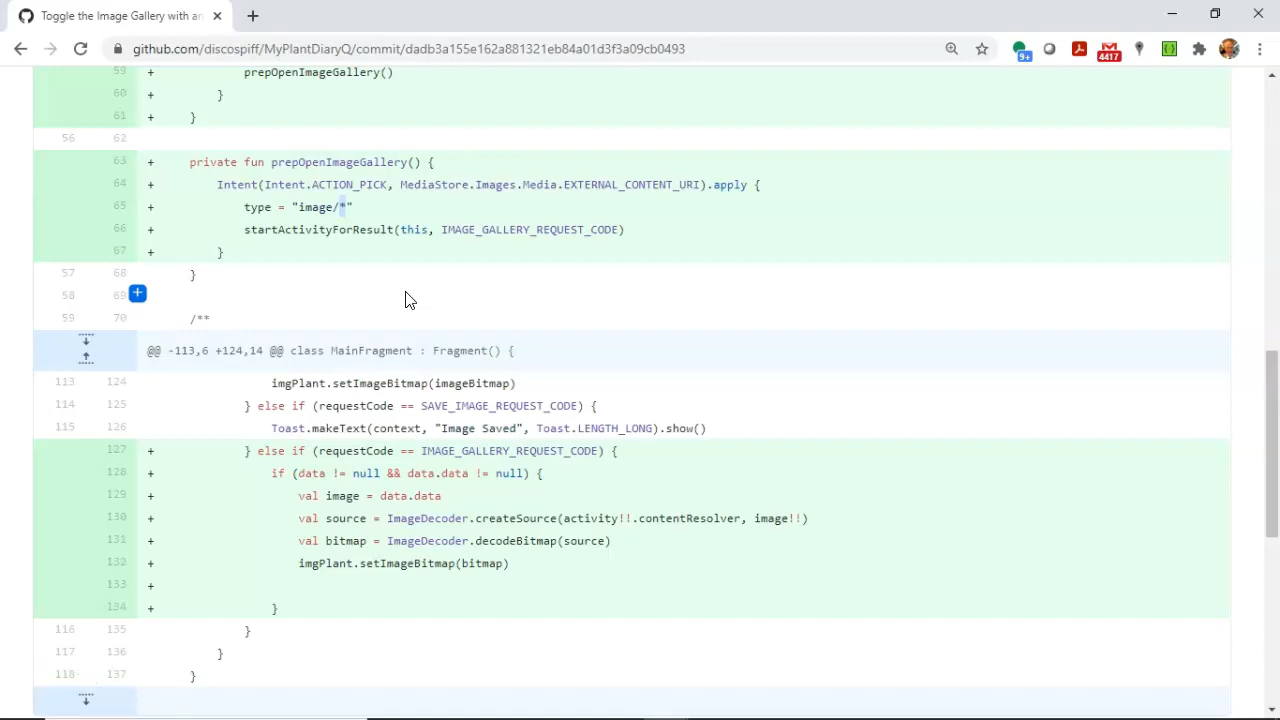 Toggle the Image Gallery with an
github.com/discospiff/MyPlantDiaryQ/commit/dadb3a155e162a881321eb84a01d3f3a09cb0493
9+
4417
59 + prepOpenImageGallery()
60 + }
61 + }
56 62
63 + private fun prepOpenImageGallery() {
64 + Intent(Intent.ACTION_PICK, MediaStore.Images.Media.EXTERNAL_CONTENT_URI).apply {
65 + type = "image/*"
66 + startActivityForResult(this, IMAGE_GALLERY_REQUEST_CODE)
67 + }
57 68 }
58 69 +
59 70 /**
@@ -113,6 +124,14 @@ class MainFragment : Fragment() {
113 124 imgPlant.setImageBitmap(imageBitmap)
114 125 } else if (requestCode == SAVE_IMAGE_REQUEST_CODE) {
115 126 Toast.makeText(context, "Image Saved", Toast.LENGTH_LONG).show()
127 + } else if (requestCode == IMAGE_GALLERY_REQUEST_CODE) {
128 + if (data != null && data.data != null) {
129 + val image = data.data
130 + val source = ImageDecoder.createSource(activity!!.contentResolver, image!!)
131 + val bitmap = ImageDecoder.decodeBitmap(source)
132 + imgPlant.setImageBitmap(bitmap)
133 +
134 + }
116 135 }
117 136 }
118 137 }